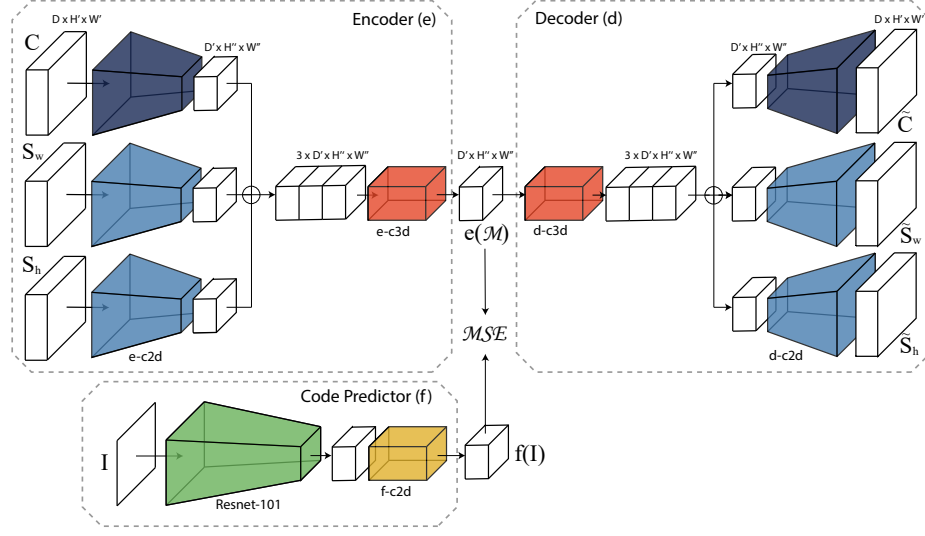 Encoder (e)
Decoder (d)
D x H' x W'
D x H' x W'
C
D' x H'' x W''
D' x H'' x W''
C̃
S_w
3 x D' x H'' x W''
D' x H'' x W''
3 x D' x H'' x W''
e-c3d
e(ℳ)
d-c3d
S̃_w
S_h
MSE
e-c2d
d-c2d
S̃_h
Code Predictor (f)
I
f(I)
f-c2d
Resnet-101